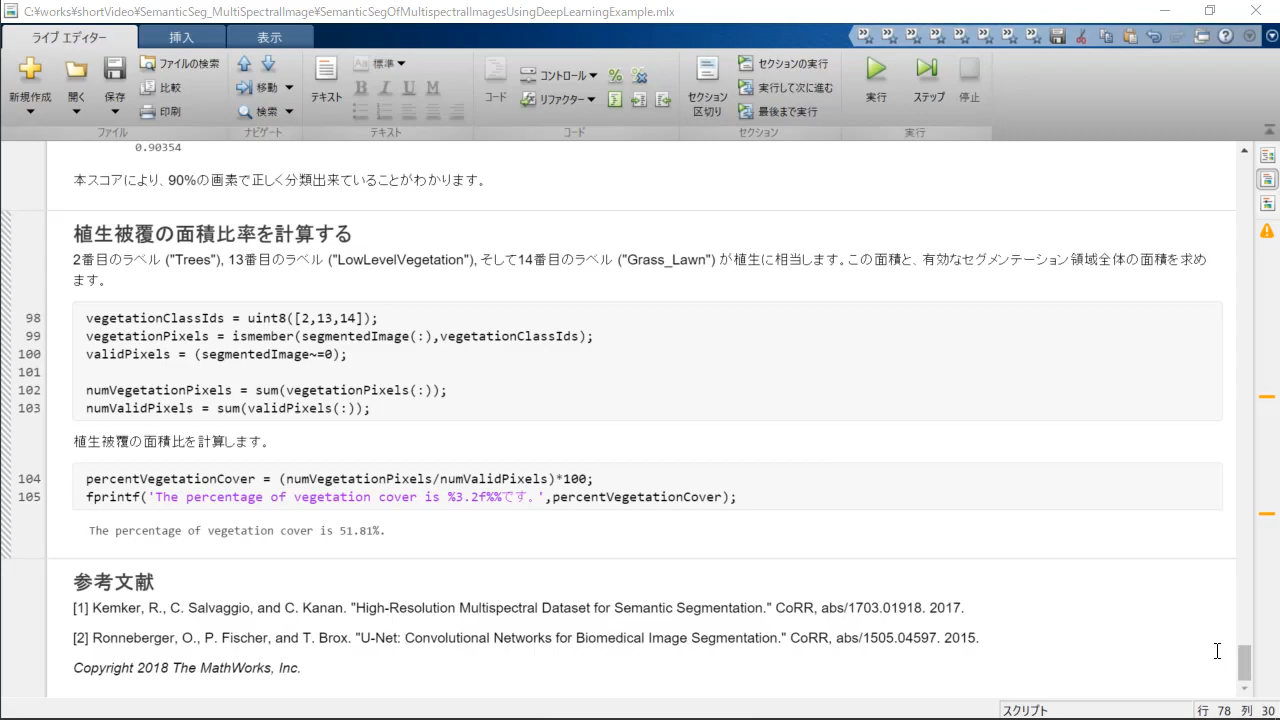 C:¥works¥shortVideo¥SemanticSeg_MultiSpectralImage¥SemanticSegOfMultispectralImagesUsingDeepLearningExample.mlx
ライブ エディター 挿入 表示
新規作成 開く 保存 ファイルの検索 比較 印刷 移動 検索 テキスト 標準 B I U M コード コントロール リファクター セクション区切り セクションの実行 実行して次に進む 最後まで実行 実行 ステップ 停止
ファイル ナビゲート テキスト コード セクション 実行
0.90354
本スコアにより、90%の画素で正しく分類出来ていることがわかります。
植生被覆の面積比率を計算する
2番目のラベル ("Trees"), 13番目のラベル ("LowLevelVegetation"), そして14番目のラベル ("Grass_Lawn") が植生に相当します。この面積と、有効なセグメンテーション領域全体の面積を求め
ます。
98 vegetationClassIds = uint8([2,13,14]);
99 vegetationPixels = ismember(segmentedImage(:),vegetationClassIds);
100 validPixels = (segmentedImage~=0);
101
102 numVegetationPixels = sum(vegetationPixels(:));
103 numValidPixels = sum(validPixels(:));
植生被覆の面積比を計算します。
104 percentVegetationCover = (numVegetationPixels/numValidPixels)*100;
105 fprintf('The percentage of vegetation cover is %3.2f%%です。',percentVegetationCover);
The percentage of vegetation cover is 51.81%.
参考文献
[1] Kemker, R., C. Salvaggio, and C. Kanan. "High-Resolution Multispectral Dataset for Semantic Segmentation." CoRR, abs/1703.01918. 2017.
[2] Ronneberger, O., P. Fischer, and T. Brox. "U-Net: Convolutional Networks for Biomedical Image Segmentation." CoRR, abs/1505.04597. 2015.
Copyright 2018 The MathWorks, Inc.
スクリプト 行 78 列 30